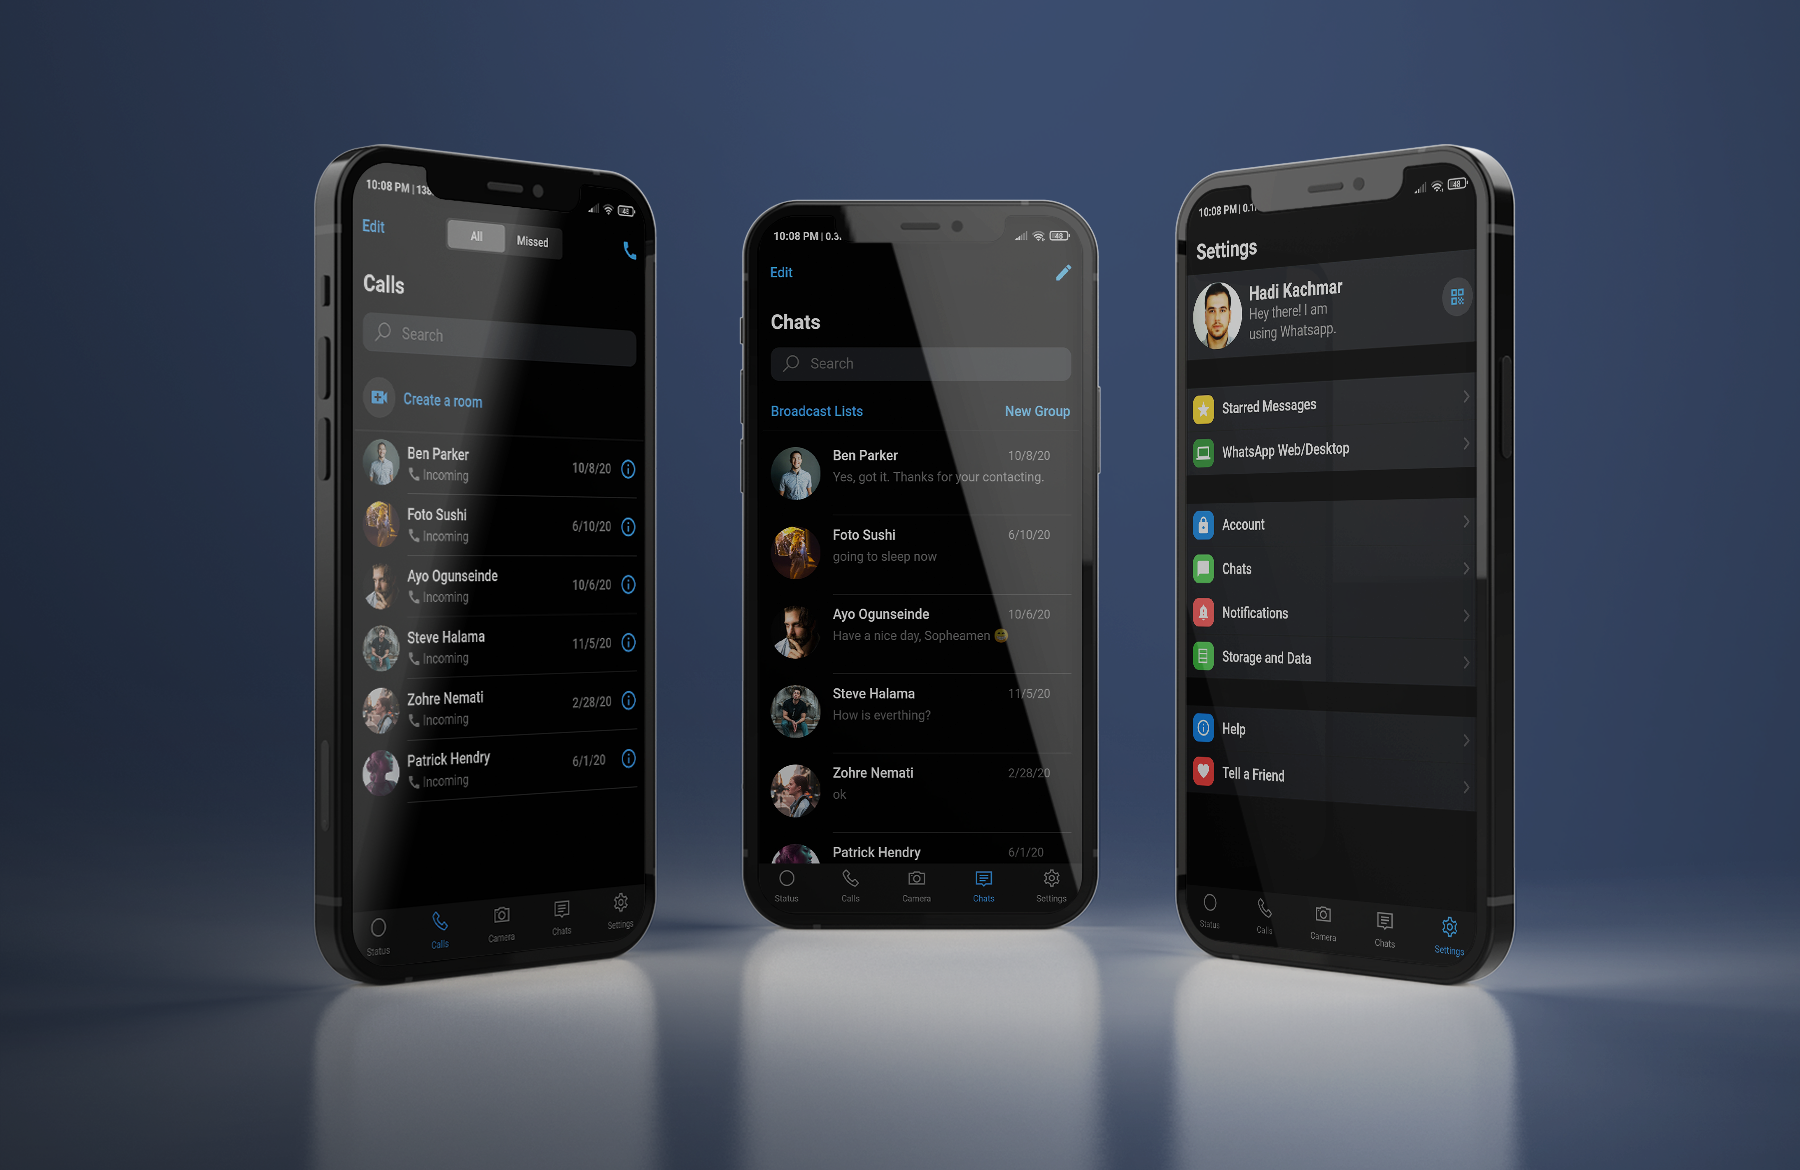 10:08 PM | 138
48
Edit
All
Missed
Calls
Search
Create a room
Ben Parker
Incoming
10/8/20
Foto Sushi
Incoming
6/10/20
Ayo Ogunseinde
Incoming
10/6/20
Steve Halama
Incoming
11/5/20
Zohre Nemati
Incoming
2/28/20
Patrick Hendry
Incoming
6/1/20
Status
Calls
Camera
Chats
Settings
10:08 PM | 0.3
48
Edit
Chats
Search
Broadcast Lists
New Group
Ben Parker
10/8/20
Yes, got it. Thanks for your contacting.
Foto Sushi
6/10/20
going to sleep now
Ayo Ogunseinde
10/6/20
Have a nice day, Sopheamen 😁
Steve Halama
11/5/20
How is everthing?
Zohre Nemati
2/28/20
ok
Patrick Hendry
6/1/20
Status
Calls
Camera
Chats
Settings
10:08 PM | 0.1
48
Settings
Hadi Kachmar
Hey there! I am
using Whatsapp.
Starred Messages
WhatsApp Web/Desktop
Account
Chats
Notifications
Storage and Data
Help
Tell a Friend
Status
Calls
Camera
Chats
Settings